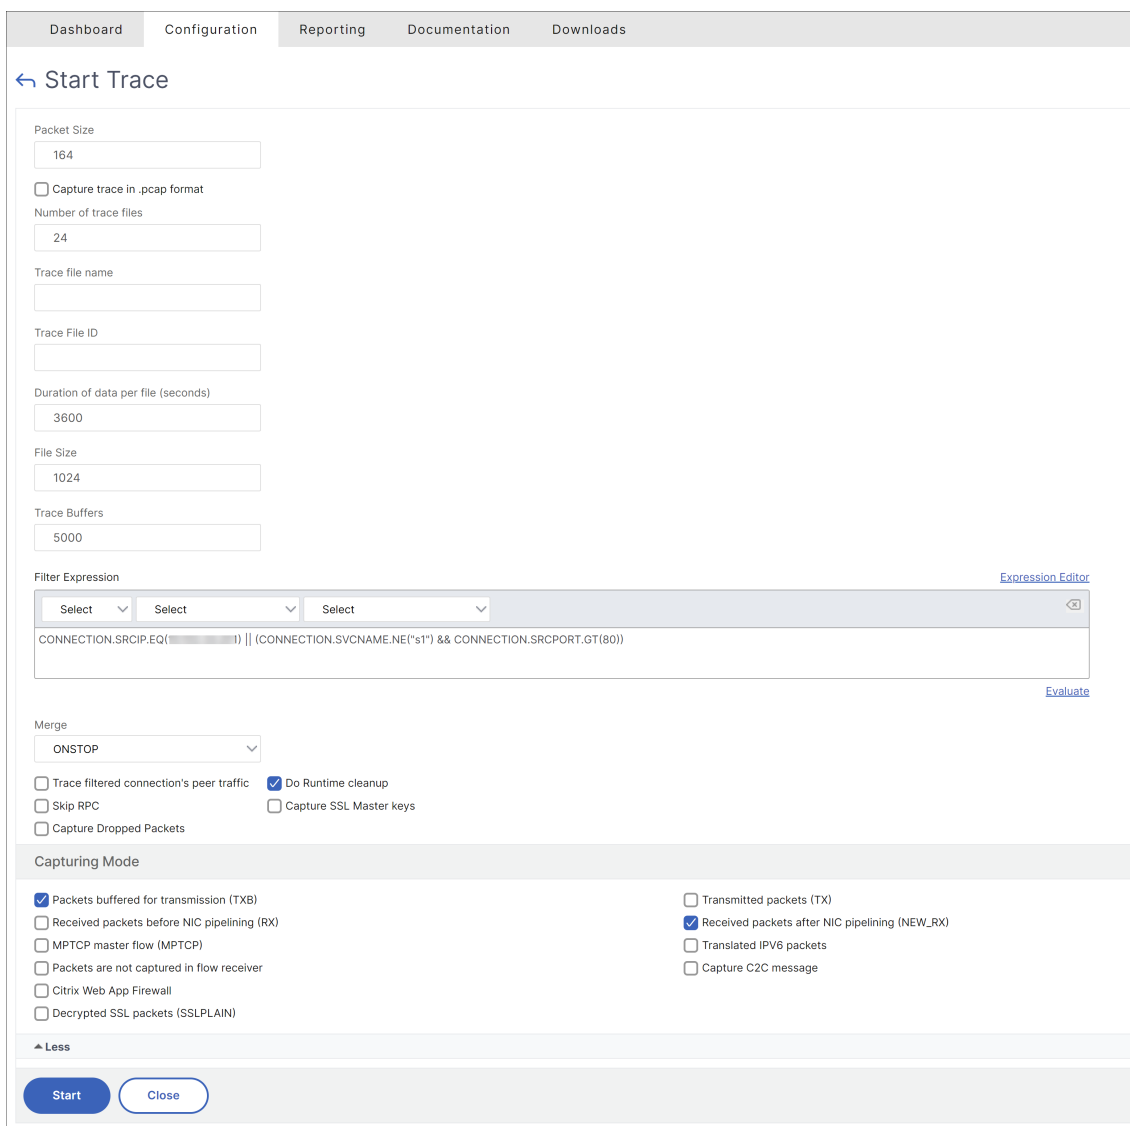 Dashboard Configuration Reporting Documentation Downloads
Start Trace
Packet Size
164
Capture trace in .pcap format
Number of trace files
24
Trace file name
Trace File ID
Duration of data per file (seconds)
3600
File Size
1024
Trace Buffers
5000
Filter Expression Expression Editor
Select Select Select
CONNECTION.SRCIP.EQ( ) || (CONNECTION.SVCNAME.NE("s1") && CONNECTION.SRCPORT.GT(80))
Evaluate
Merge
ONSTOP
Trace filtered connection's peer traffic Do Runtime cleanup
Skip RPC Capture SSL Master keys
Capture Dropped Packets
Capturing Mode
Packets buffered for transmission (TXB) Transmitted packets (TX)
Received packets before NIC pipelining (RX) Received packets after NIC pipelining (NEW_RX)
MPTCP master flow (MPTCP) Translated IPV6 packets
Packets are not captured in flow receiver Capture C2C message
Citrix Web App Firewall
Decrypted SSL packets (SSLPLAIN)
Less
Start Close